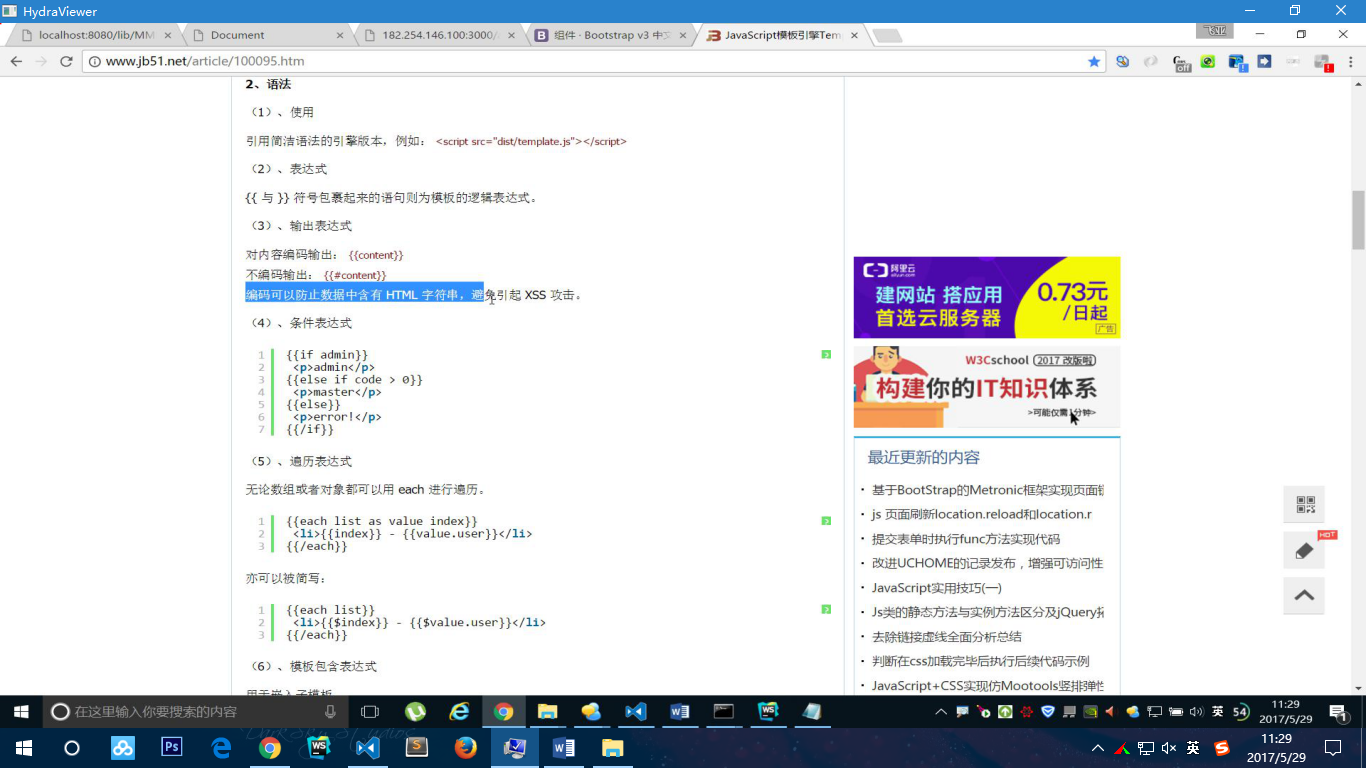 HydraViewer
localhost:8080/lib/MM
Document
182.254.146.100:3000/
组件 · Bootstrap v3 中文
JavaScript模板引擎Tem
www.jb51.net/article/100095.htm
2、语法
（1）、使用
引用简洁语法的引擎版本，例如： <script src="dist/template.js"></script>
（2）、表达式
{{ 与 }} 符号包裹起来的语句则为模板的逻辑表达式。
（3）、输出表达式
对内容编码输出： {{content}}
不编码输出： {{#content}}
编码可以防止数据中含有 HTML 字符串，避免引起 XSS 攻击。
（4）、条件表达式
1 {{if admin}}
2 <p>admin</p>
3 {{else if code > 0}}
4 <p>master</p>
5 {{else}}
6 <p>error!</p>
7 {{/if}}
（5）、遍历表达式
无论数组或者对象都可以用 each 进行遍历。
1 {{each list as value index}}
2 <li>{{index}} - {{value.user}}</li>
3 {{/each}}
亦可以被简写：
1 {{each list}}
2 <li>{{$index}} - {{$value.user}}</li>
3 {{/each}}
（6）、模板包含表达式
用于嵌入子模板。
阿里云
aliyun.com
建网站 搭应用
首选云服务器
0.73元
/日起
广告
W3Cschool 2017 改版啦
构建你的IT知识体系
>可能仅需1分钟>
最近更新的内容
· 基于BootStrap的Metronic框架实现页面链
· js 页面刷新location.reload和location.r
· 提交表单时执行func方法实现代码
· 改进UCHOME的记录发布，增强可访问性
· JavaScript实用技巧(一)
· Js类的静态方法与实例方法区分及jQuery拓
· 去除链接虚线全面分析总结
· 判断在css加载完毕后执行后续代码示例
· JavaScript+CSS实现仿Mootools竖排弹性
HOT
在这里输入你要搜索的内容
英
54
11:29
2017/5/29
1
Ps
WS
S
英
11:29
2017/5/29